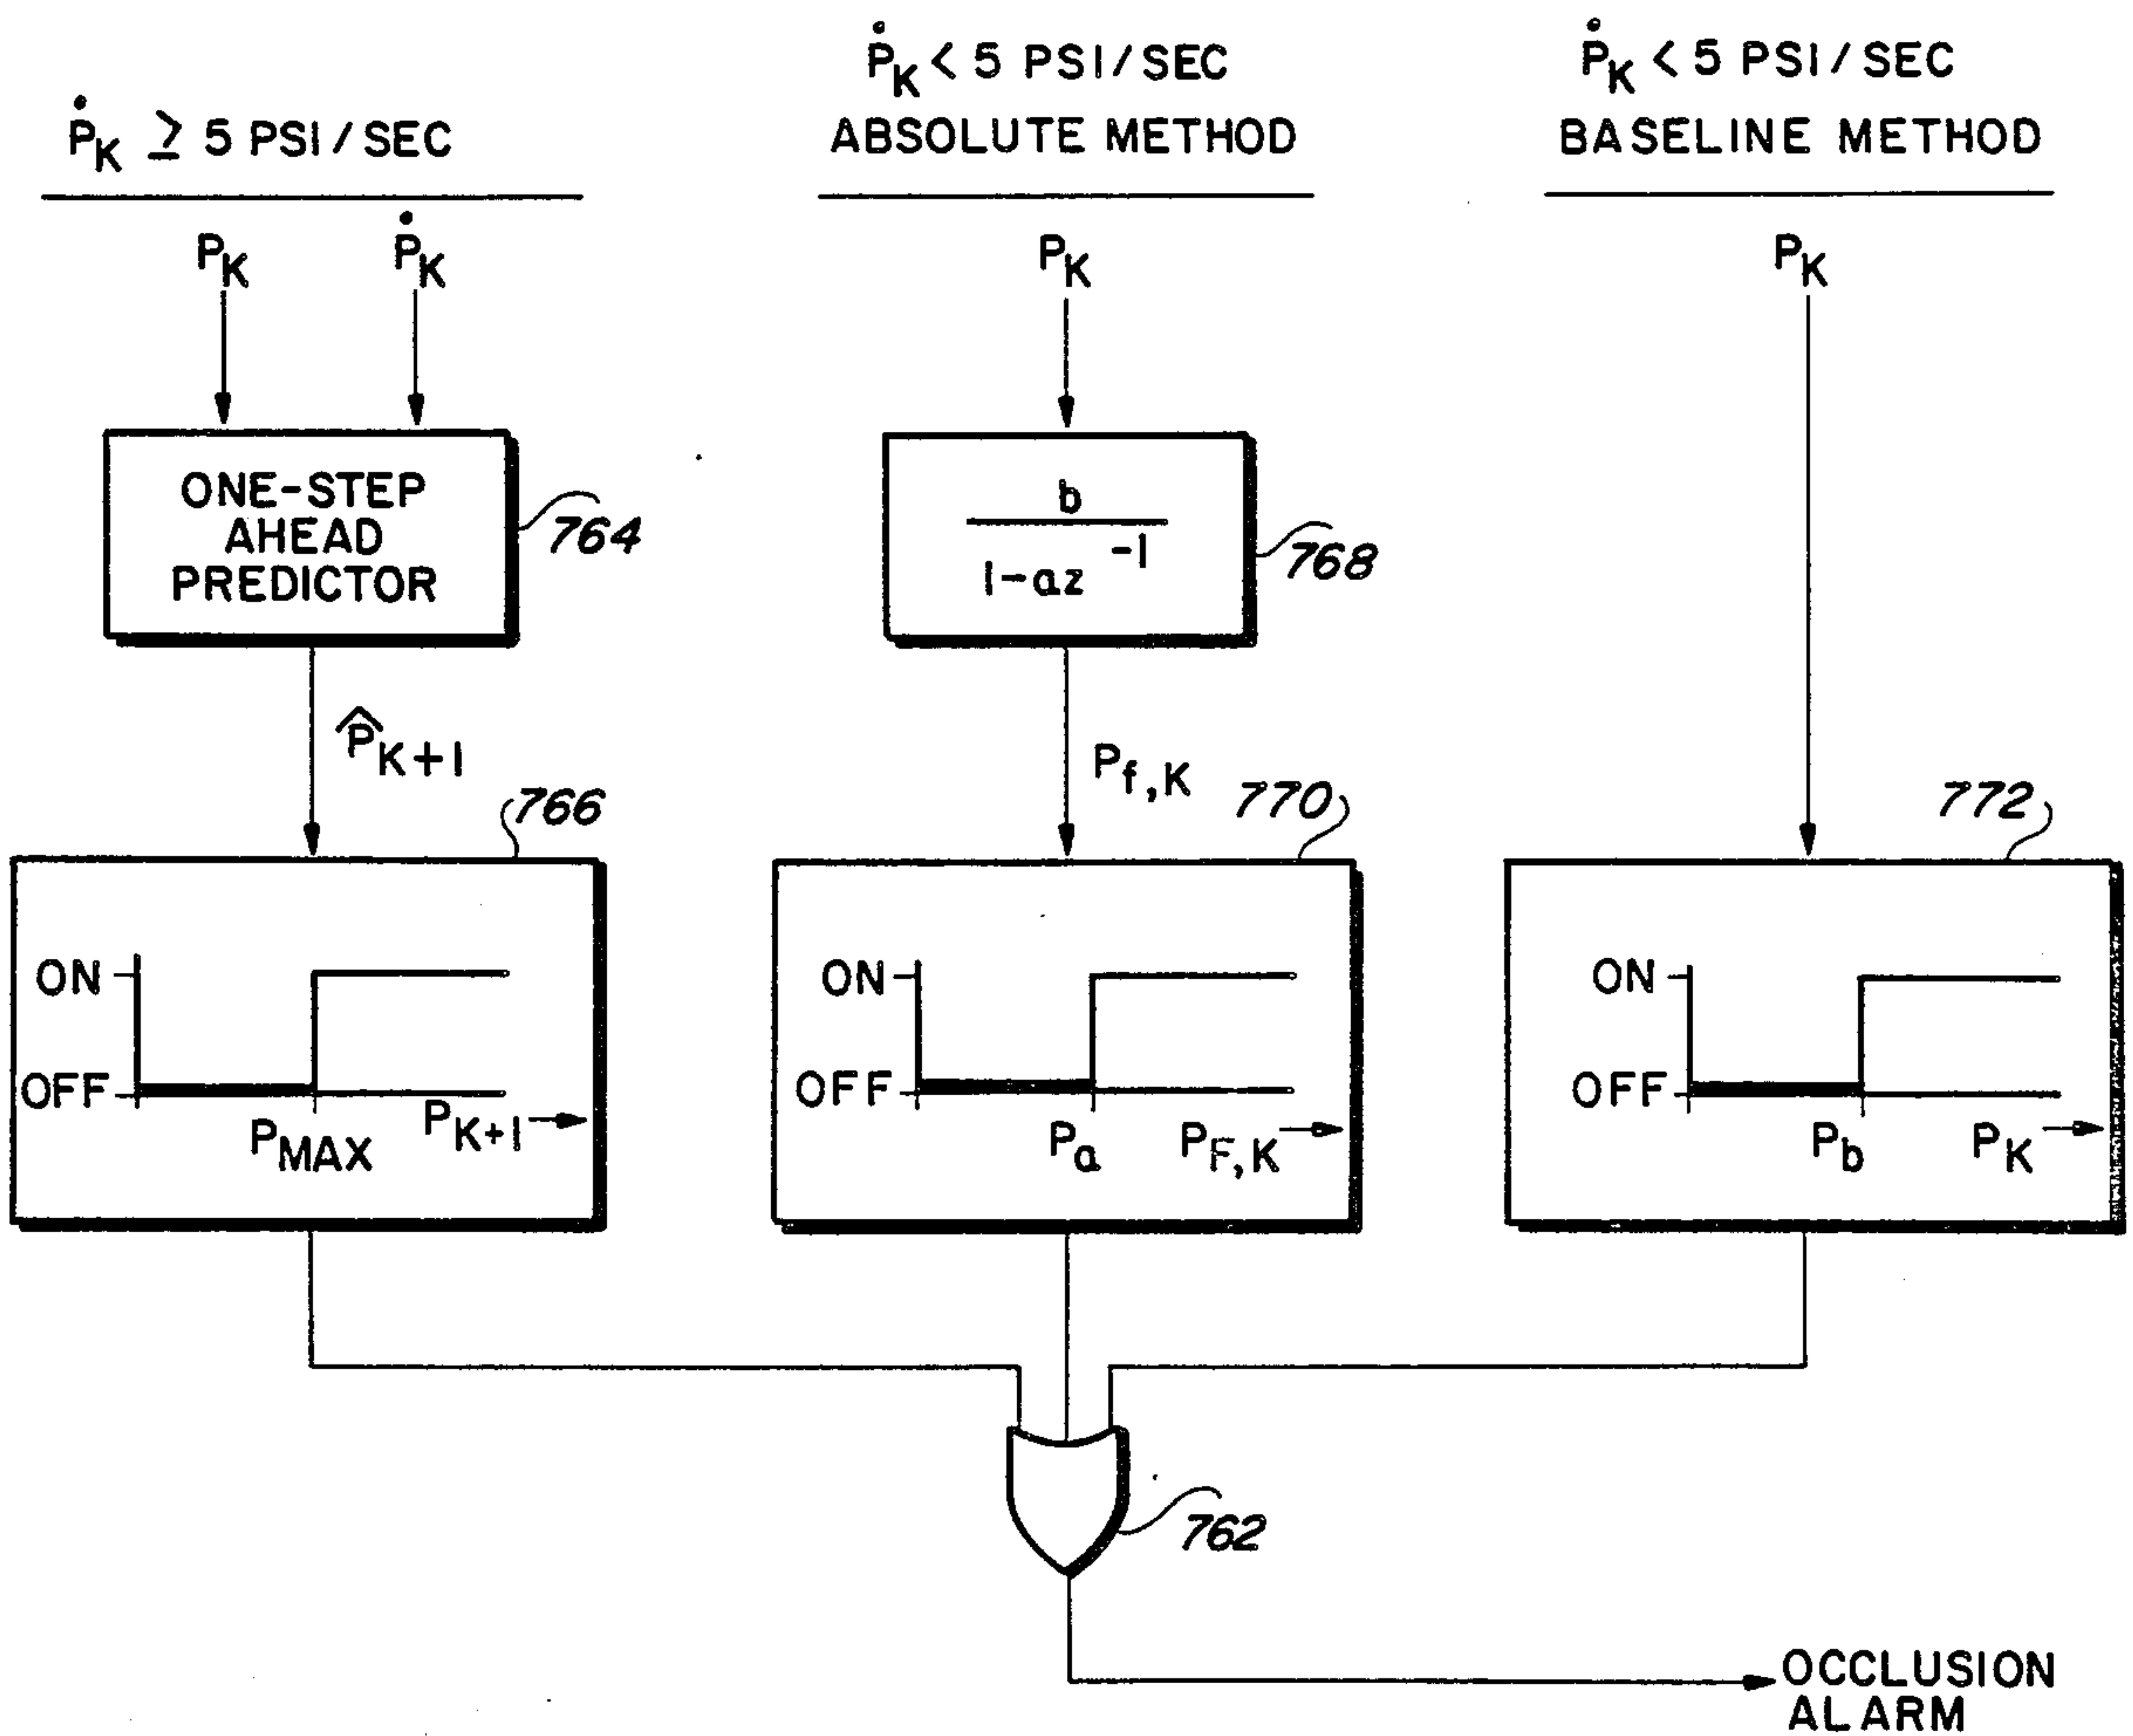 Ṗ_K ≥ 5 PSI/SEC
Ṗ_K < 5 PSI/SEC
ABSOLUTE METHOD
Ṗ_K < 5 PSI/SEC
BASELINE METHOD
P_K
Ṗ_K
P_K
P_K
ONE-STEP
AHEAD
PREDICTOR
764
b
1-az^-1
768
P̂_K+1
P_f,K
766
770
772
ON
OFF
P_MAX
P_K+1
ON
OFF
P_a
P_F,K
ON
OFF
P_b
P_K
762
OCCLUSION
ALARM